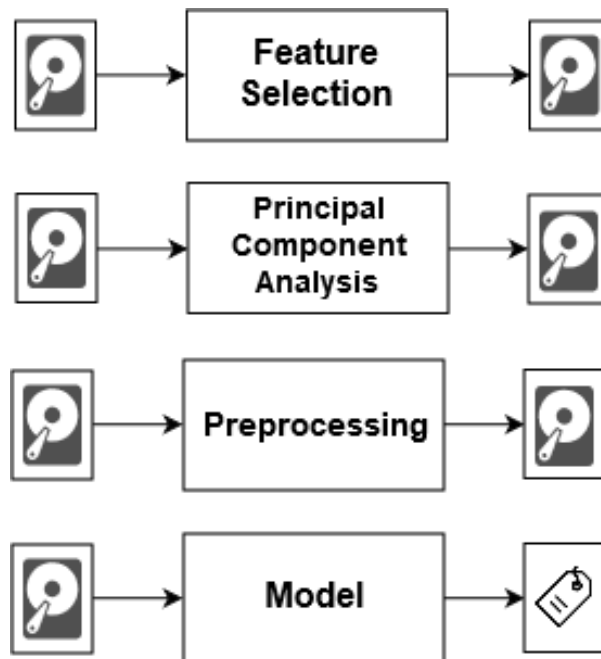 Feature
Selection
Principal
Component
Analysis
Preprocessing
Model